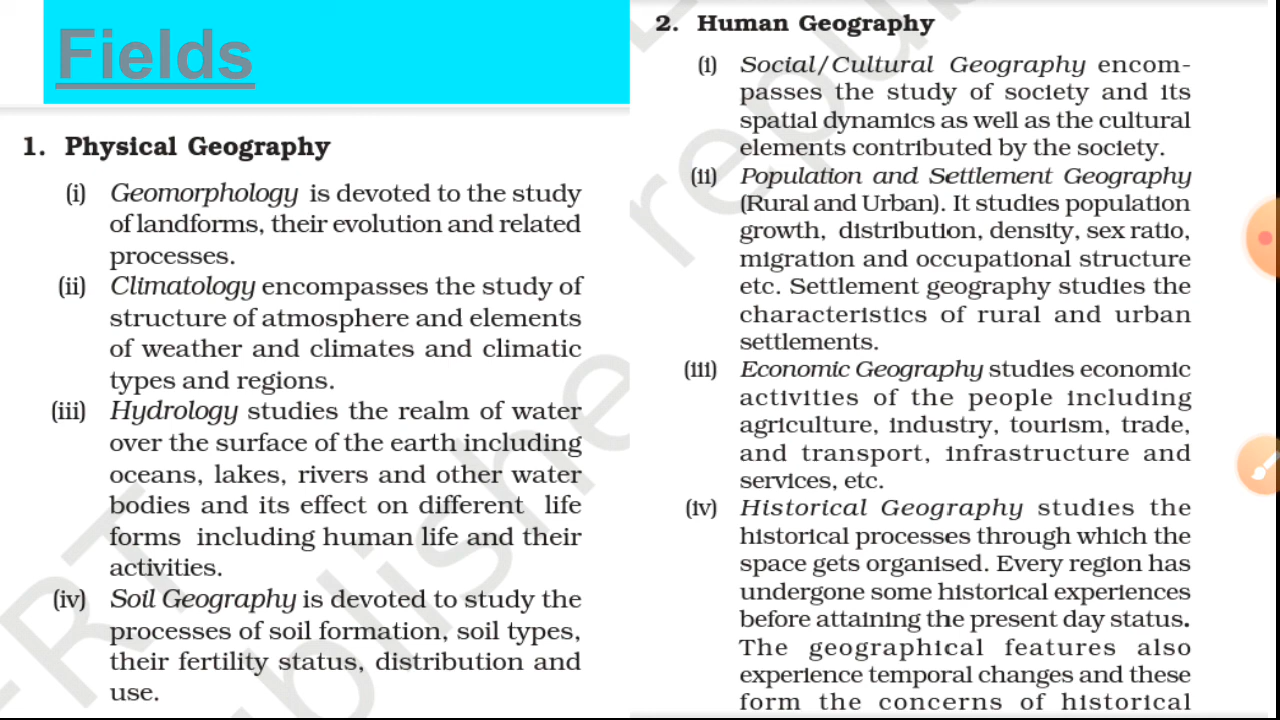 Fields
1. Physical Geography
(i) Geomorphology is devoted to the study
of landforms, their evolution and related
processes.
(ii) Climatology encompasses the study of
structure of atmosphere and elements
of weather and climates and climatic
types and regions.
(iii) Hydrology studies the realm of water
over the surface of the earth including
oceans, lakes, rivers and other water
bodies and its effect on different life
forms including human life and their
activities.
(iv) Soil Geography is devoted to study the
processes of soil formation, soil types,
their fertility status, distribution and
use.
2. Human Geography
(i) Social/Cultural Geography encom-
passes the study of society and its
spatial dynamics as well as the cultural
elements contributed by the society.
(ii) Population and Settlement Geography
(Rural and Urban). It studies population
growth, distribution, density, sex ratio,
migration and occupational structure
etc. Settlement geography studies the
characteristics of rural and urban
settlements.
(iii) Economic Geography studies economic
activities of the people including
agriculture, industry, tourism, trade,
and transport, infrastructure and
services, etc.
(iv) Historical Geography studies the
historical processes through which the
space gets organised. Every region has
undergone some historical experiences
before attaining the present day status.
The geographical features also
experience temporal changes and these
form the concerns of historical